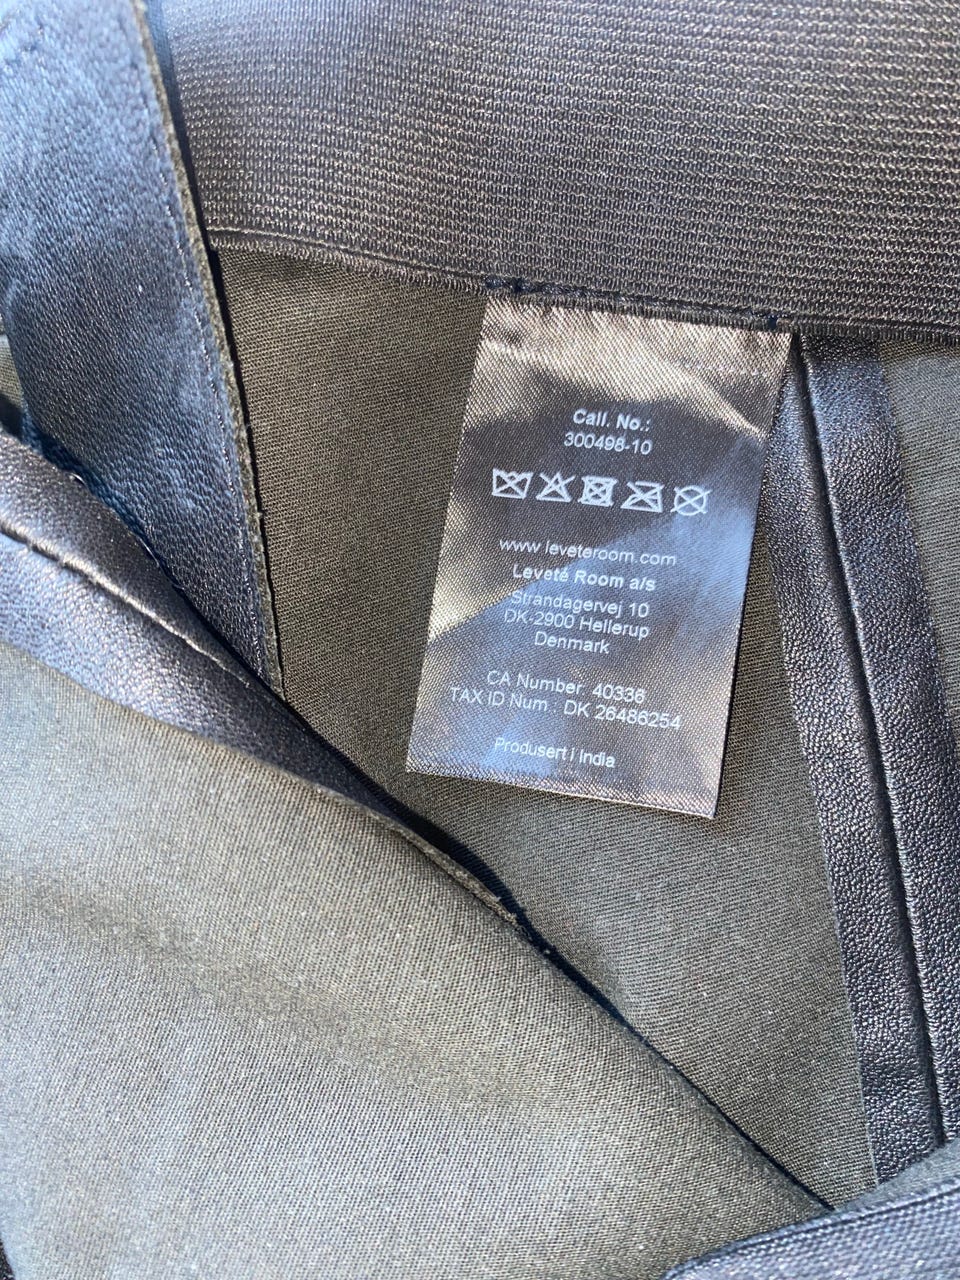 Call. No.:
300498-10
www.leveteroom.com
Leveté Room a/s
Strandagervej 10
DK-2900 Hellerup
Denmark
CA Number 40336
TAX ID Num : DK 26486254
Produsert i India